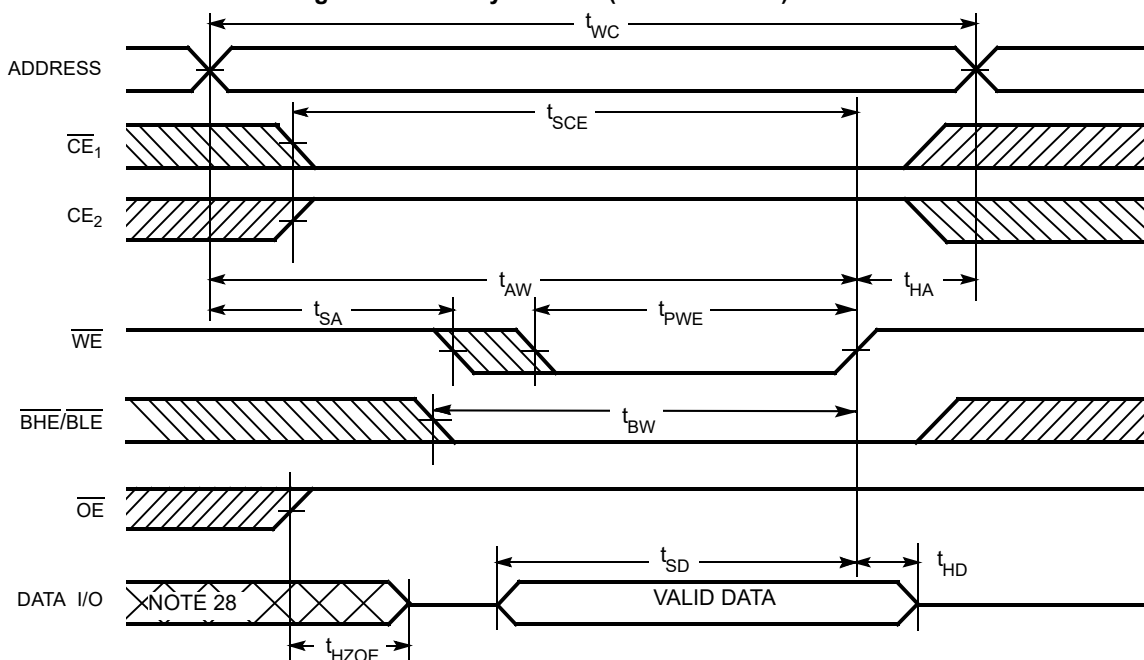 tWC
ADDRESS
tSCE
CE1
CE2
tAW
tHA
tSA
tPWE
WE
BHE/BLE
tBW
OE
tSD
tHD
DATA I/O
NOTE 28
VALID DATA
tHZOE